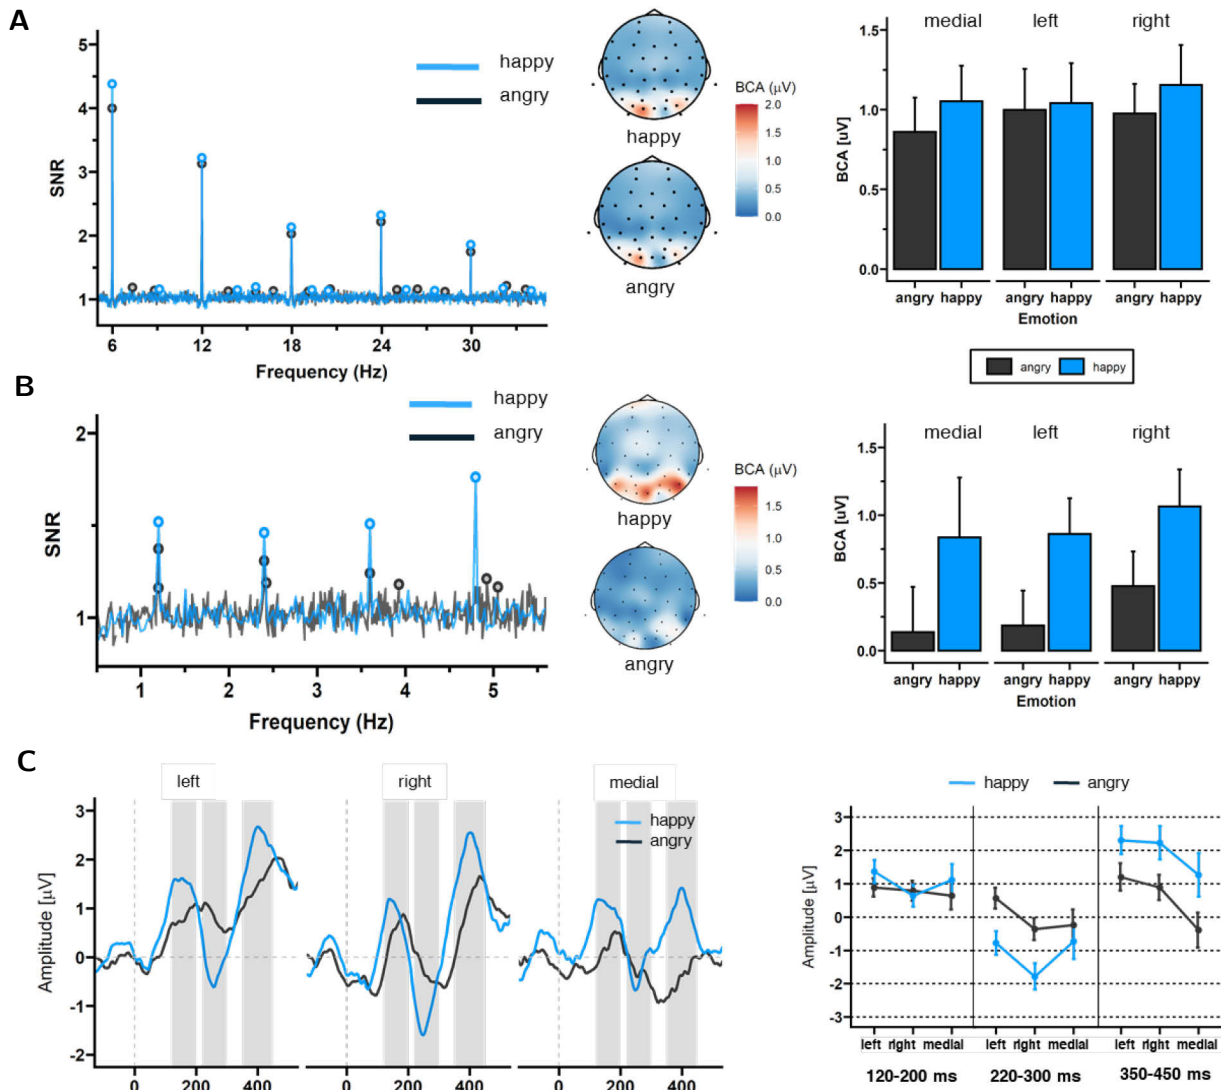 A
happy
angry
SNR
5
4
3
2
1
6 12 18 24 30
Frequency (Hz)
happy
angry
BCA (µV)
2.0
1.5
1.0
0.5
0.0
medial left right
BCA [uV]
1.5
1.0
0.5
0.0
angry happy angry happy angry happy
Emotion
angry happy
B
happy
angry
SNR
2
1
1 2 3 4 5
Frequency (Hz)
happy
angry
BCA (µV)
1.5
1.0
0.5
0.0
medial left right
BCA [uV]
1.5
1.0
0.5
0.0
angry happy angry happy angry happy
Emotion
C
left right medial
happy
angry
Amplitude [µV]
3
2
1
0
-1
-2
0 200 400 0 200 400 0 200 400
happy angry
Amplitude [µV]
3
2
1
0
-1
-2
-3
left right medial left right medial left right medial
120-200 ms 220-300 ms 350-450 ms